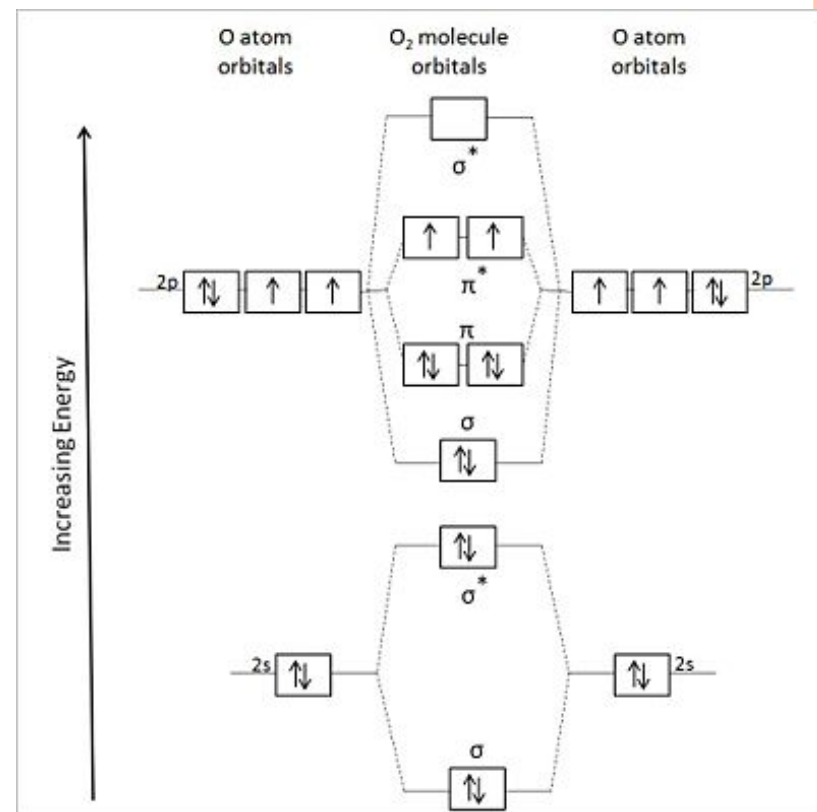 O atom orbitals
O₂ molecule orbitals
O atom orbitals
σ*
π*
2p
↑↓ ↑ ↑
↑ ↑
↑ ↑ ↑↓
2p
π
↑↓ ↑↓
σ
↑↓
↑↓
σ*
2s
↑↓
↑↓
2s
σ
↑↓
Increasing Energy